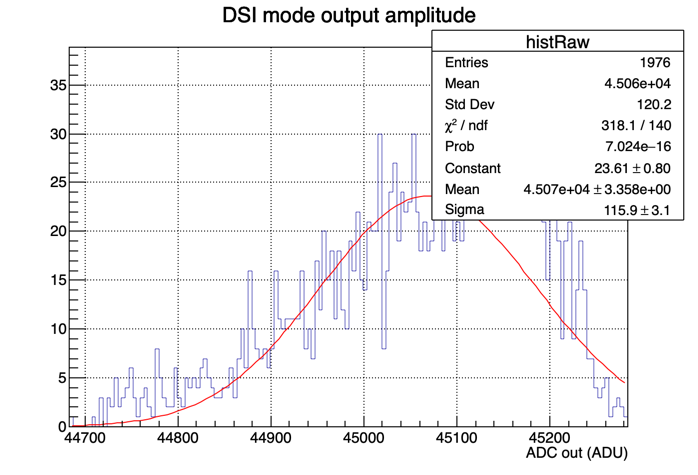 DSI mode output amplitude
histRaw
Entries 1976
Mean 4.506e+04
Std Dev 120.2
χ² / ndf 318.1 / 140
Prob 7.024e−16
Constant 23.61 ± 0.80
Mean 4.507e+04 ± 3.358e+00
Sigma 115.9 ± 3.1
35
30
25
20
15
10
5
0
44700 44800 44900 45000 45100 45200
ADC out (ADU)